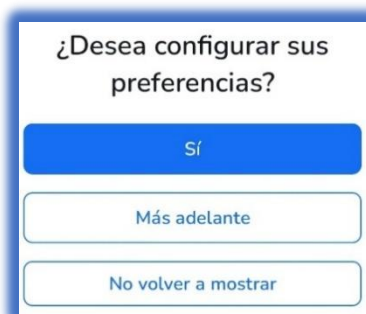 ¿Desea configurar sus
preferencias?
Sí
Más adelante
No volver a mostrar